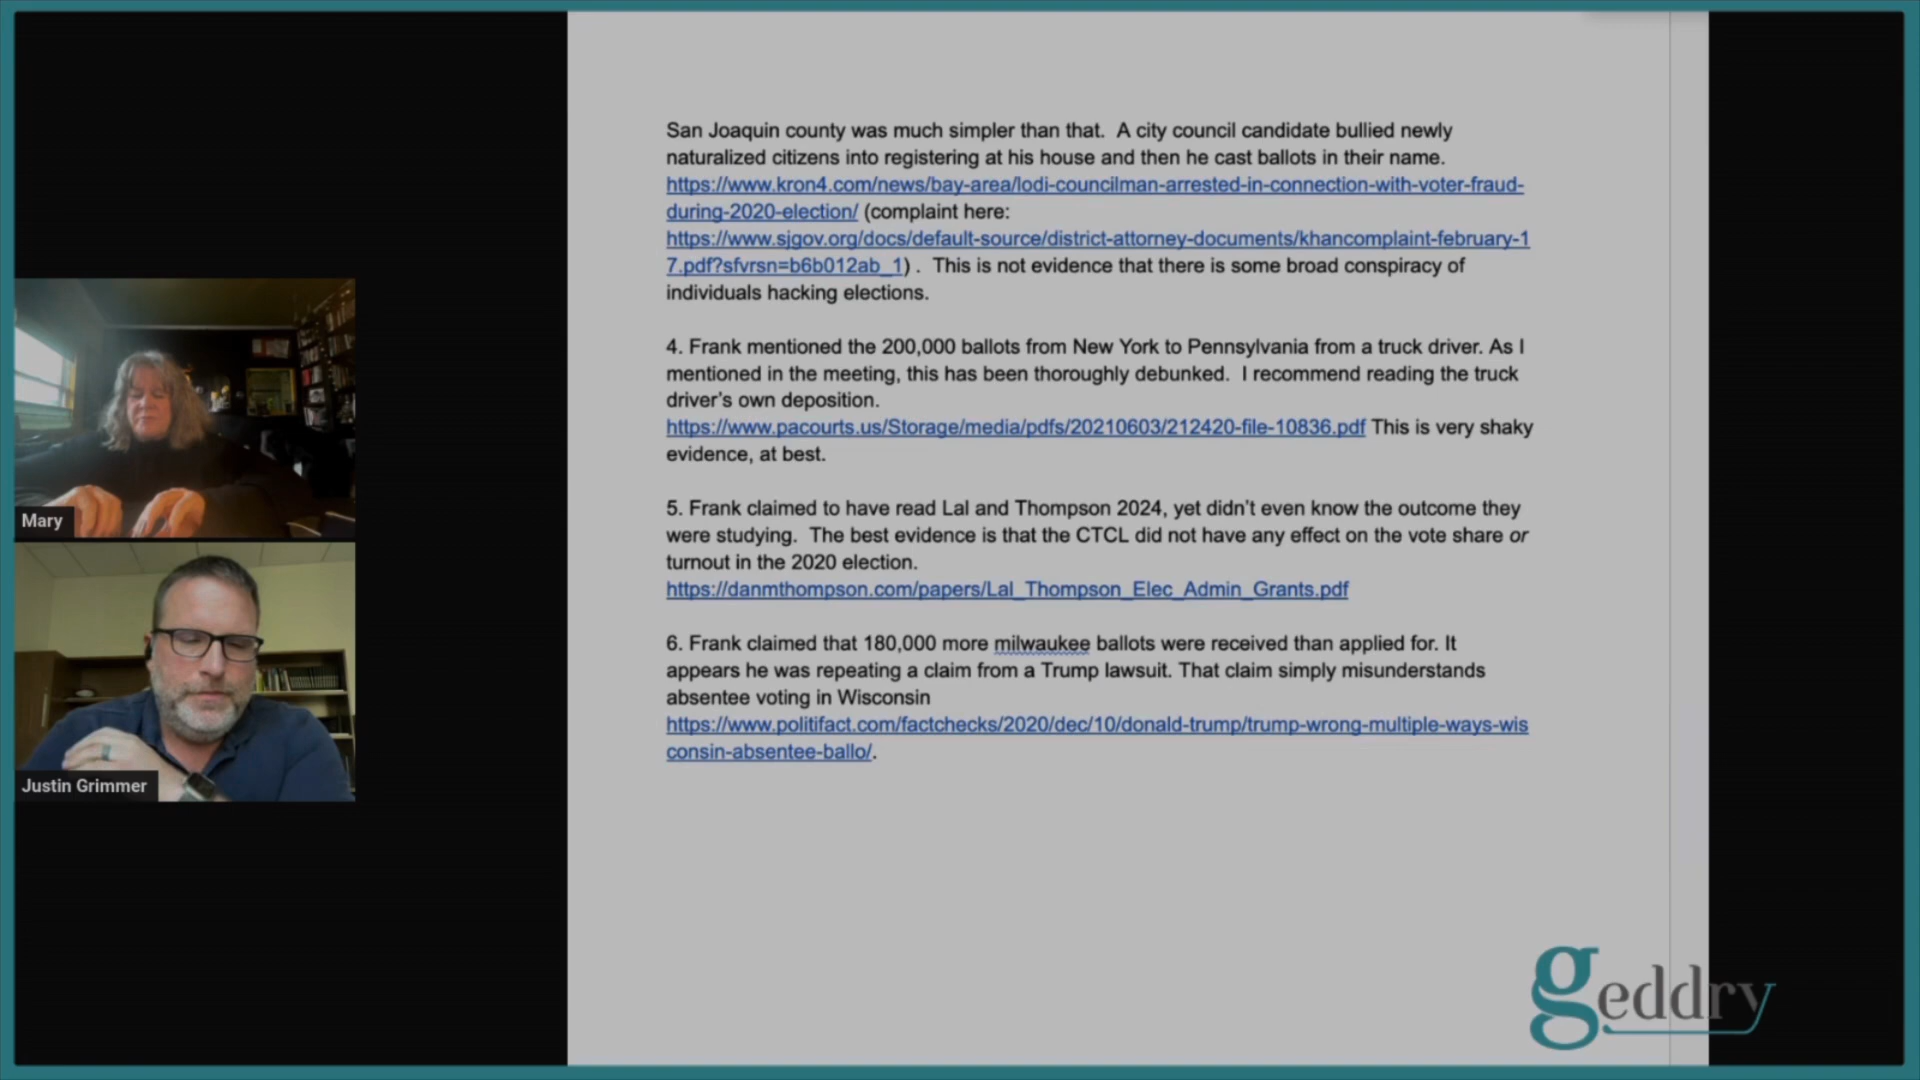 San Joaquin county was much simpler than that.  A city council candidate bullied newly
naturalized citizens into registering at his house and then he cast ballots in their name.
https://www.kron4.com/news/bay-area/lodi-councilman-arrested-in-connection-with-voter-fraud-
during-2020-election/ (complaint here:
https://www.sjgov.org/docs/default-source/district-attorney-documents/khancomplaint-february-1
7.pdf?sfvrsn=b6b012ab_1) .  This is not evidence that there is some broad conspiracy of
individuals hacking elections.
4. Frank mentioned the 200,000 ballots from New York to Pennsylvania from a truck driver. As I
mentioned in the meeting, this has been thoroughly debunked.  I recommend reading the truck
driver's own deposition.
https://www.pacourts.us/Storage/media/pdfs/20210603/212420-file-10836.pdf This is very shaky
evidence, at best.
5. Frank claimed to have read Lal and Thompson 2024, yet didn't even know the outcome they
were studying.  The best evidence is that the CTCL did not have any effect on the vote share or
turnout in the 2020 election.
https://danmthompson.com/papers/Lal_Thompson_Elec_Admin_Grants.pdf
6. Frank claimed that 180,000 more milwaukee ballots were received than applied for. It
appears he was repeating a claim from a Trump lawsuit. That claim simply misunderstands
absentee voting in Wisconsin
https://www.politifact.com/factchecks/2020/dec/10/donald-trump/trump-wrong-multiple-ways-wis
consin-absentee-ballo/.
Mary
Justin Grimmer
geddry